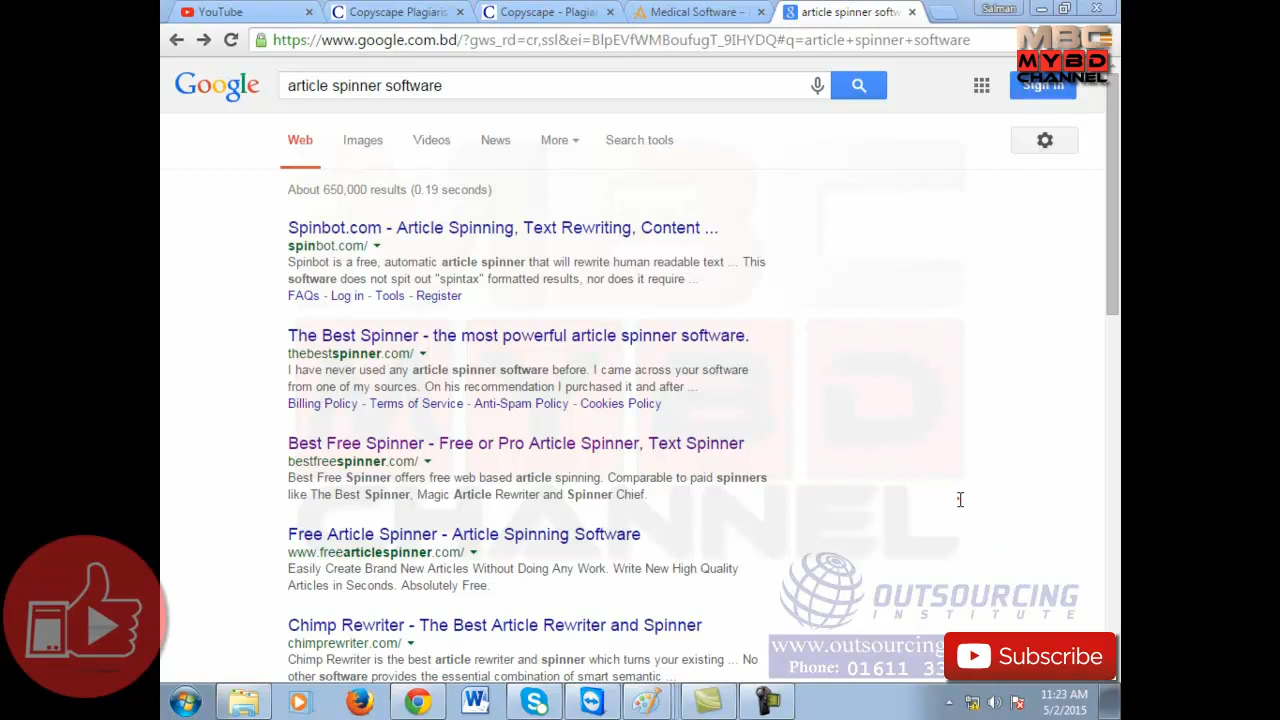 YouTube
Copyscape Plagiaris
Copyscape - Plagiar
Medical Software –
article spinner softw
Salman
https://www.google.com.bd/?gws_rd=cr,ssl&ei=BlpEVfWMBoufugT_9IHYDQ#q=article+spinner+software
MBC
MYBD
CHANNEL
Google
article spinner software
Sign in
Web
Images
Videos
News
More
Search tools
About 650,000 results (0.19 seconds)
Spinbot.com - Article Spinning, Text Rewriting, Content ...
spinbot.com/
Spinbot is a free, automatic article spinner that will rewrite human readable text ... This
software does not spit out "spintax" formatted results, nor does it require ...
FAQs - Log in - Tools - Register
The Best Spinner - the most powerful article spinner software.
thebestspinner.com/
I have never used any article spinner software before. I came across your software
from one of my sources. On his recommendation I purchased it and after ...
Billing Policy - Terms of Service - Anti-Spam Policy - Cookies Policy
Best Free Spinner - Free or Pro Article Spinner, Text Spinner
bestfreespinner.com/
Best Free Spinner offers free web based article spinning. Comparable to paid spinners
like The Best Spinner, Magic Article Rewriter and Spinner Chief.
Free Article Spinner - Article Spinning Software
www.freearticlespinner.com/
Easily Create Brand New Articles Without Doing Any Work. Write New High Quality
Articles in Seconds. Absolutely Free.
Chimp Rewriter - The Best Article Rewriter and Spinner
chimprewriter.com/
Chimp Rewriter is the best article rewriter and spinner which turns your existing ... No
other software provides the essential combination of smart semantic ...
MBC
MYBD
CHANNEL
OUTSOURCING
INSTITUTE
www.outsourcing
Phone: 01611 33
Subscribe
11:23 AM
5/2/2015